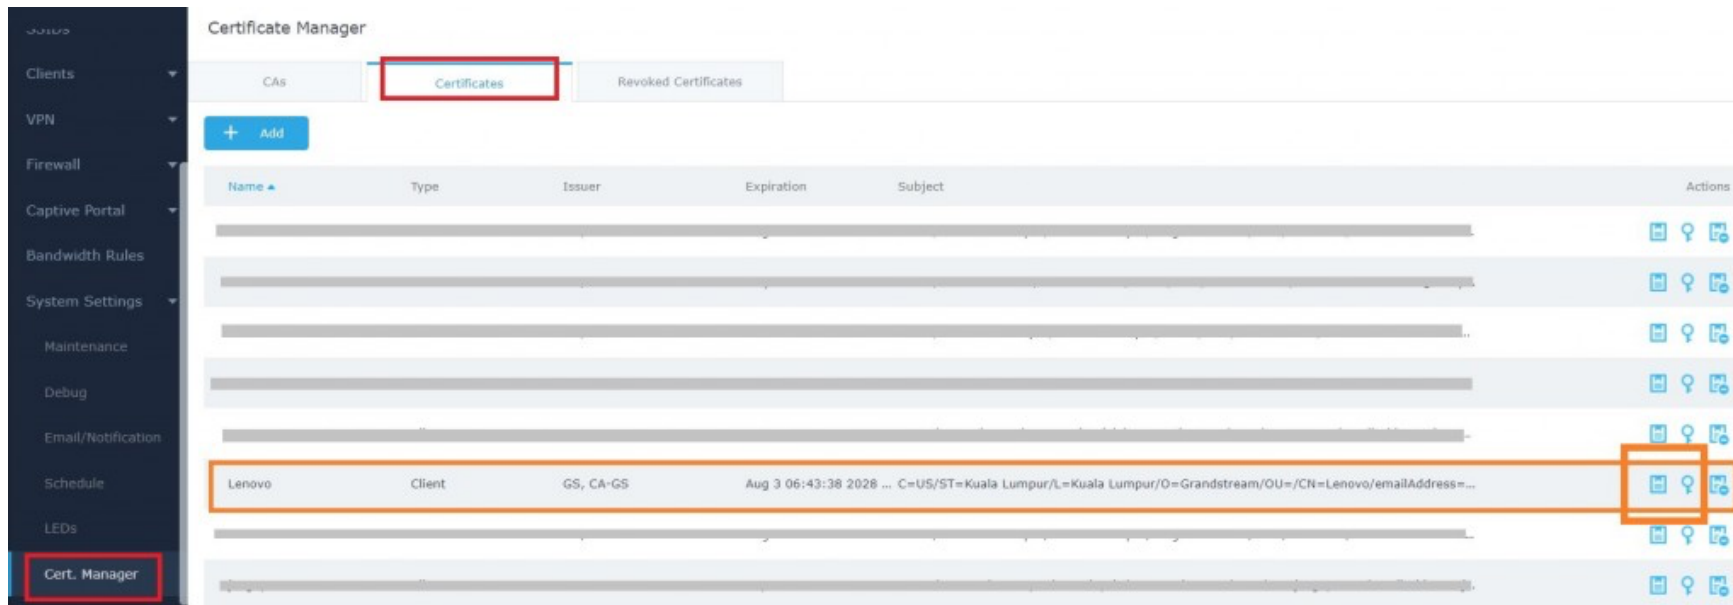 SSIDs
Certificate Manager
Clients
CAs
Certificates
Revoked Certificates
VPN
+ Add
Firewall
Name Type Issuer Expiration Subject Actions
Captive Portal
Bandwidth Rules
System Settings
Maintenance
Debug
Email/Notification
Schedule
Lenovo Client GS, CA-GS Aug 3 06:43:38 2028 ... C=US/ST=Kuala Lumpur/L=Kuala Lumpur/O=Grandstream/OU=/CN=Lenovo/emailAddress=...
LEDs
Cert. Manager